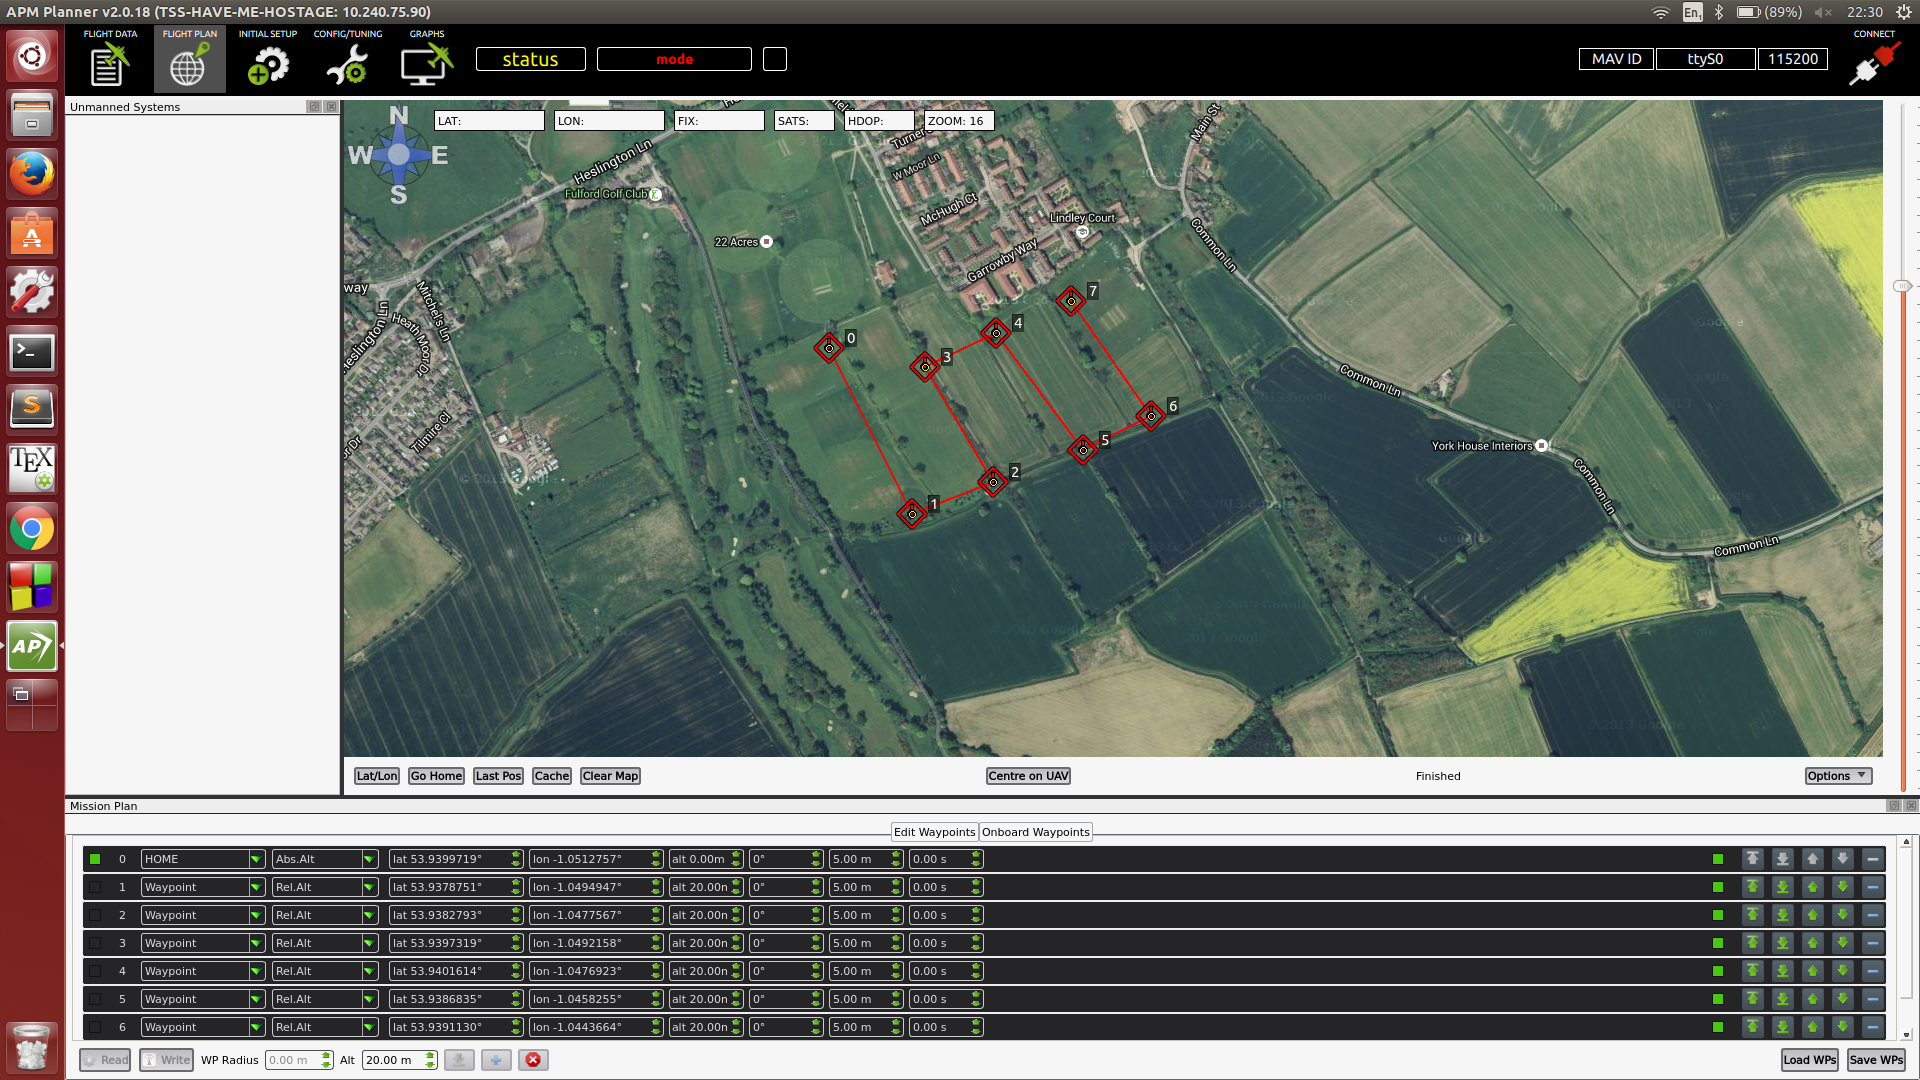 APM Planner v2.0.18 (TSS-HAVE-ME-HOSTAGE: 10.240.75.90)
En1 (89%) 22:30
FLIGHT DATA FLIGHT PLAN INITIAL SETUP CONFIG/TUNING GRAPHS CONNECT
status mode MAV ID ttyS0 115200
Unmanned Systems
N
W E
S
LAT: LON: FIX: SATS: HDOP: ZOOM: 16
Main St
Heslington Ln
Turner
W Moor Ln
Fulford Golf Club
McHugh Ct
Lindley Court
22 Acres
Garrowby Way
Common Ln
way
Mitchel's Ln
Heslington Ln
Heath Moor Dr
Tilmire Cl
Dr
7
4
0
3
6
5
2
1
Common Ln
York House Interiors
Common Ln
Common Ln
Lat/Lon Go Home Last Pos Cache Clear Map Centre on UAV Finished Options
Mission Plan
Edit Waypoints Onboard Waypoints
0 HOME Abs.Alt lat 53.9399719° lon -1.0512757° alt 0.00m 0° 5.00 m 0.00 s
1 Waypoint Rel.Alt lat 53.9378751° lon -1.0494947° alt 20.00n 0° 5.00 m 0.00 s
2 Waypoint Rel.Alt lat 53.9382793° lon -1.0477567° alt 20.00n 0° 5.00 m 0.00 s
3 Waypoint Rel.Alt lat 53.9397319° lon -1.0492158° alt 20.00n 0° 5.00 m 0.00 s
4 Waypoint Rel.Alt lat 53.9401614° lon -1.0476923° alt 20.00n 0° 5.00 m 0.00 s
5 Waypoint Rel.Alt lat 53.9386835° lon -1.0458255° alt 20.00n 0° 5.00 m 0.00 s
6 Waypoint Rel.Alt lat 53.9391130° lon -1.0443664° alt 20.00n 0° 5.00 m 0.00 s
Read Write WP Radius 0.00 m Alt 20.00 m Load WPs Save WPs